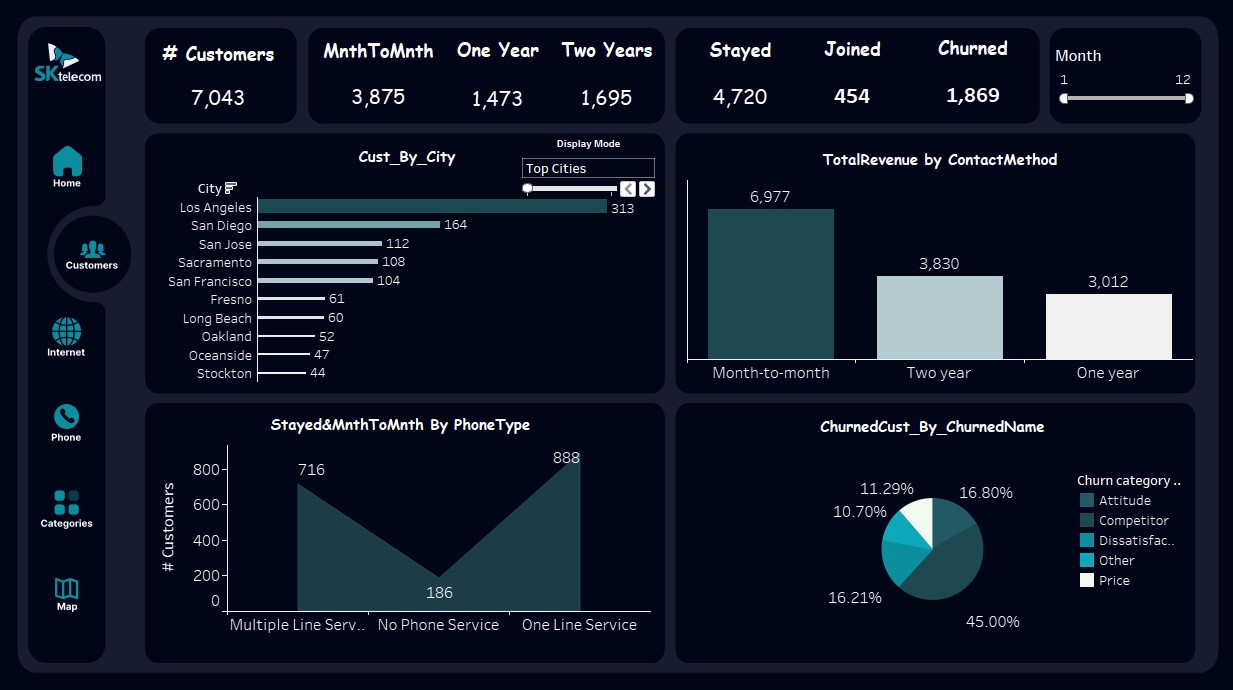 SK telecom
Home
Customers
Internet
Phone
Categories
Map
# Customers
7,043
MnthToMnth One Year Two Years
3,875 1,473 1,695
Stayed Joined Churned
4,720 454 1,869
Month
1 12
Cust_By_City
Display Mode
Top Cities
City
Los Angeles 313
San Diego 164
San Jose 112
Sacramento 108
San Francisco 104
Fresno 61
Long Beach 60
Oakland 52
Oceanside 47
Stockton 44
TotalRevenue by ContactMethod
6,977
3,830
3,012
Month-to-month Two year One year
Stayed&MnthToMnth By PhoneType
# Customers
800
600
400
200
0
716
186
888
Multiple Line Serv.. No Phone Service One Line Service
ChurnedCust_By_ChurnedName
11.29% 16.80%
10.70%
16.21%
45.00%
Churn category ..
Attitude
Competitor
Dissatisfac..
Other
Price